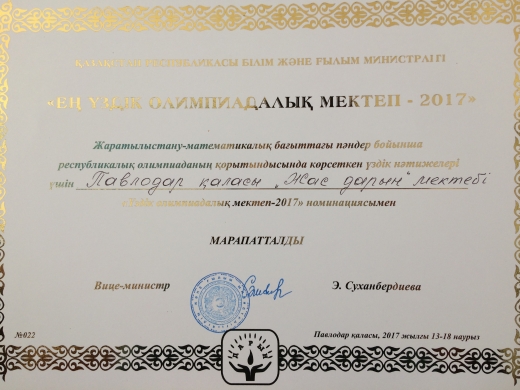 ҚАЗАҚСТАН РЕСПУБЛИКАСЫ БІЛІМ ЖӘНЕ ҒЫЛЫМ МИНИСТРЛІГІ
«ЕҢ ҮЗДІК ОЛИМПИАДАЛЫҚ МЕКТЕП - 2017»
Жаратылыстану-математикалық бағыттағы пәндер бойынша
республикалық олимпиаданың қорытындысында көрсеткен үздік нәтижелері
үшін Павлодар қаласы „Жас дарын" мектебі
«Үздік олимпиадалық мектеп-2017» номинациясымен
МАРАПАТТАЛДЫ
Вице-министр Э. Суханбердиева
№022 Павлодар қаласы, 2017 жылғы 13-18 наурыз
ДАРЫН